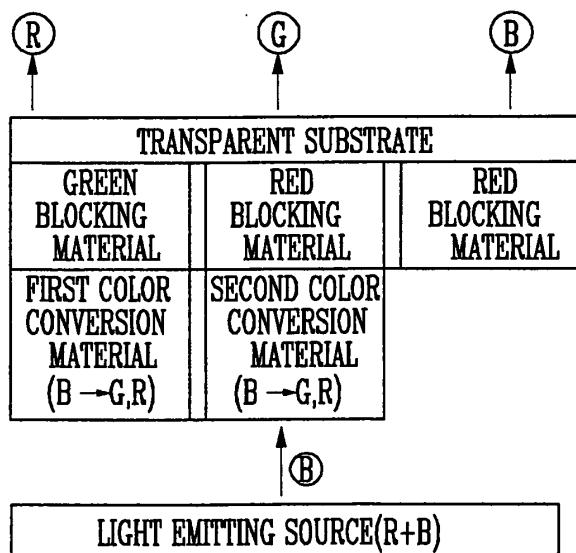 R G B
TRANSPARENT SUBSTRATE
GREEN
BLOCKING
MATERIAL
RED
BLOCKING
MATERIAL
RED
BLOCKING
MATERIAL
FIRST COLOR
CONVERSION
MATERIAL
(B→G,R)
SECOND COLOR
CONVERSION
MATERIAL
(B→G,R)
B
LIGHT EMITTING SOURCE(R+B)